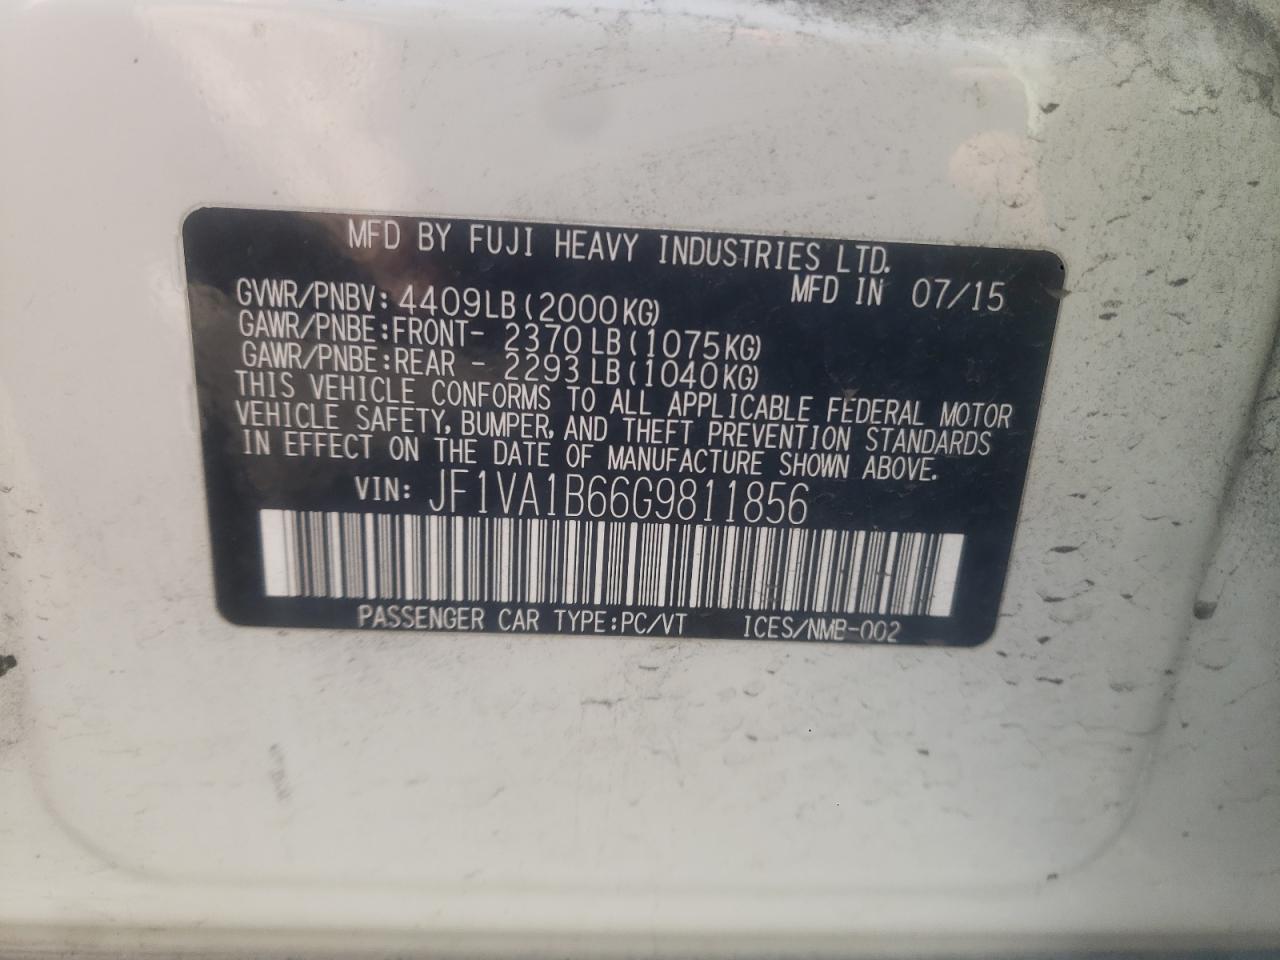 MFD BY FUJI HEAVY INDUSTRIES LTD.
MFD IN 07/15
GVWR/PNBV: 4409LB (2000KG)
GAWR/PNBE:FRONT- 2370LB(1075KG)
GAWR/PNBE:REAR - 2293LB(1040KG)
THIS VEHICLE CONFORMS TO ALL APPLICABLE FEDERAL MOTOR
VEHICLE SAFETY, BUMPER, AND THEFT PREVENTION STANDARDS
IN EFFECT ON THE DATE OF MANUFACTURE SHOWN ABOVE.
VIN: JF1VA1B66G9811856
PASSENGER CAR TYPE:PC/VT ICES/NMB-002